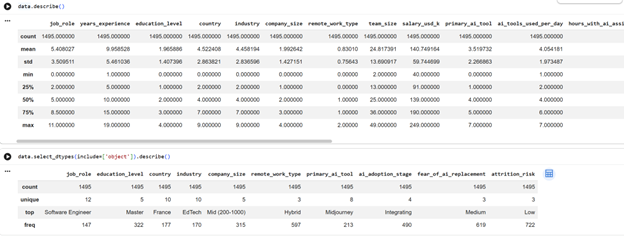 data.describe()
job_role years_experience education_level country industry company_size remote_work_type team_size salary_usd_k primary_ai_tool ai_tools_used_per_day hours_with_ai_assi
count 1495.000000 1495.000000 1495.000000 1495.000000 1495.000000 1495.000000 1495.00000 1495.000000 1495.000000 1495.000000 1495.000000
mean 5.408027 9.958528 1.965886 4.522408 4.458194 1.992642 0.83010 24.817391 140.749164 3.519732 4.054181
std 3.509511 5.461036 1.407396 2.863821 2.836596 1.427151 0.75643 13.690917 59.744699 2.266663 1.973487
min 0.000000 1.000000 0.000000 0.000000 0.000000 0.000000 0.00000 2.000000 40.000000 0.000000 1.000000
25% 2.000000 5.000000 1.000000 2.000000 2.000000 1.000000 0.00000 13.000000 91.000000 1.000000 2.000000
50% 5.000000 10.000000 2.000000 4.000000 4.000000 2.000000 1.00000 25.000000 139.000000 4.000000 4.000000
75% 8.500000 15.000000 3.000000 7.000000 7.000000 3.000000 1.00000 36.000000 190.000000 5.000000 6.000000
max 11.000000 19.000000 4.000000 9.000000 9.000000 4.000000 2.00000 49.000000 249.000000 7.000000 7.000000
data.select_dtypes(include=['object']).describe()
job_role education_level country industry company_size remote_work_type primary_ai_tool ai_adoption_stage fear_of_ai_replacement attrition_risk
count 1495 1495 1495 1495 1495 1495 1495 1495 1495 1495
unique 12 5 10 10 5 3 8 4 3 3
top Software Engineer Master France EdTech Mid (200-1000) Hybrid Midjourney Integrating Medium Low
freq 147 322 177 170 315 597 213 490 619 722